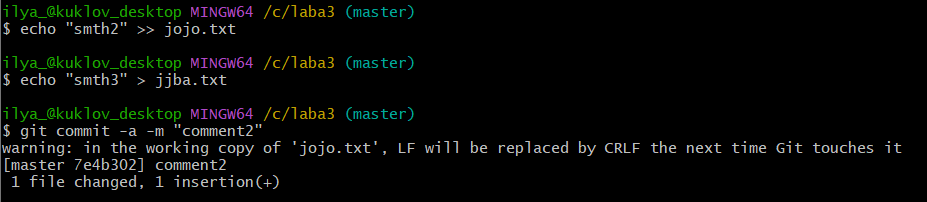 ilya_@kuklov_desktop MINGW64 /c/laba3 (master)
$ echo "smth2" >> jojo.txt
ilya_@kuklov_desktop MINGW64 /c/laba3 (master)
$ echo "smth3" > jjba.txt
ilya_@kuklov_desktop MINGW64 /c/laba3 (master)
$ git commit -a -m "comment2"
warning: in the working copy of 'jojo.txt', LF will be replaced by CRLF the next time Git touches it
[master 7e4b302] comment2
 1 file changed, 1 insertion(+)